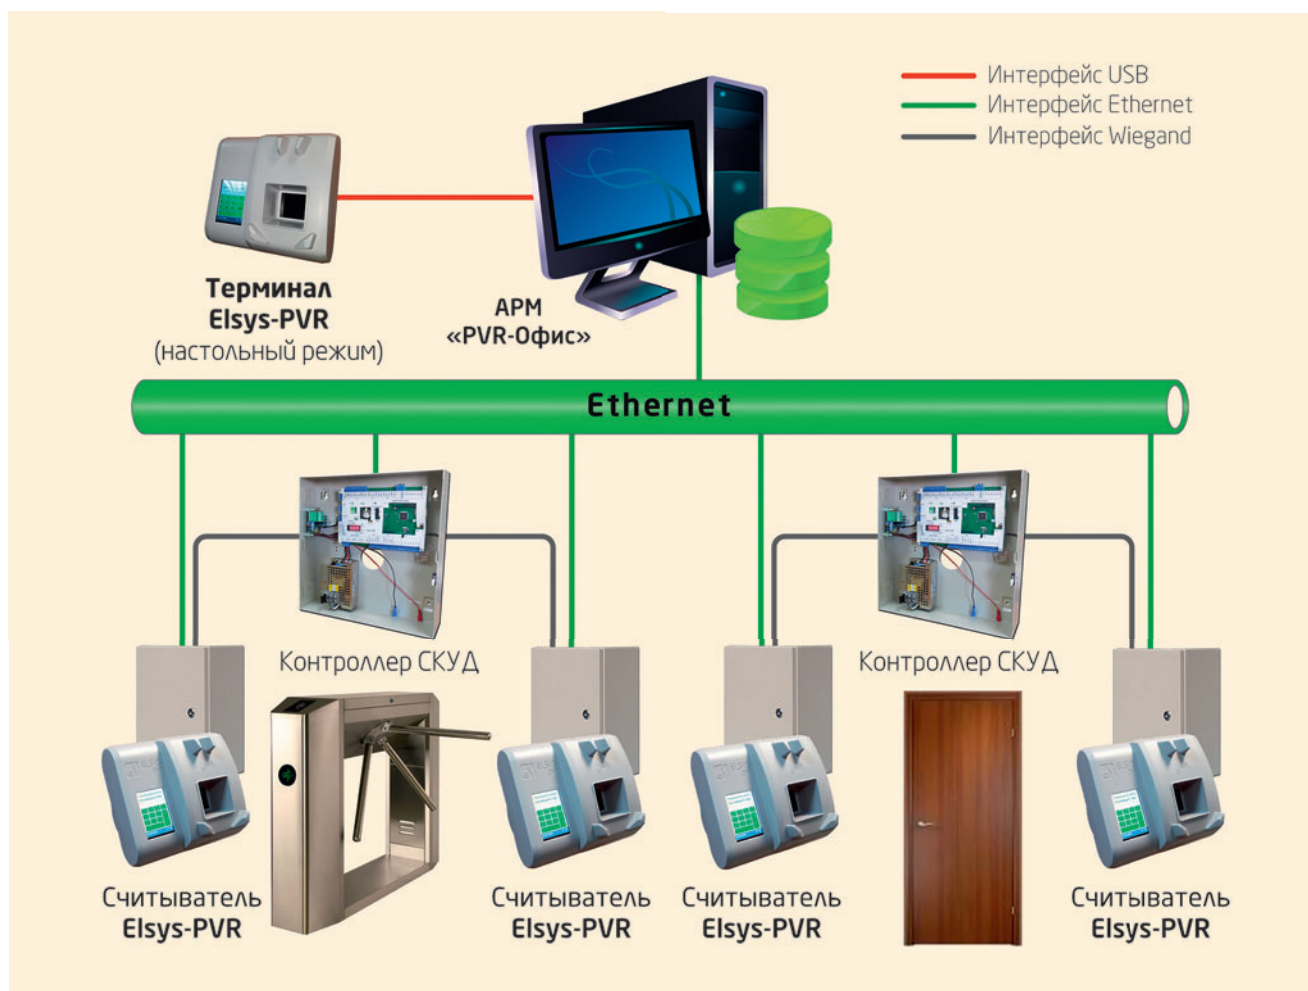 Интерфейс USB
Интерфейс Ethernet
Интерфейс Wiegand
Терминал
Elsys-PVR
(настольный режим)
АРМ
«PVR-Офис»
Ethernet
Контроллер СКУД
Контроллер СКУД
Считыватель
Elsys-PVR
Считыватель
Elsys-PVR
Считыватель
Elsys-PVR
Считыватель
Elsys-PVR